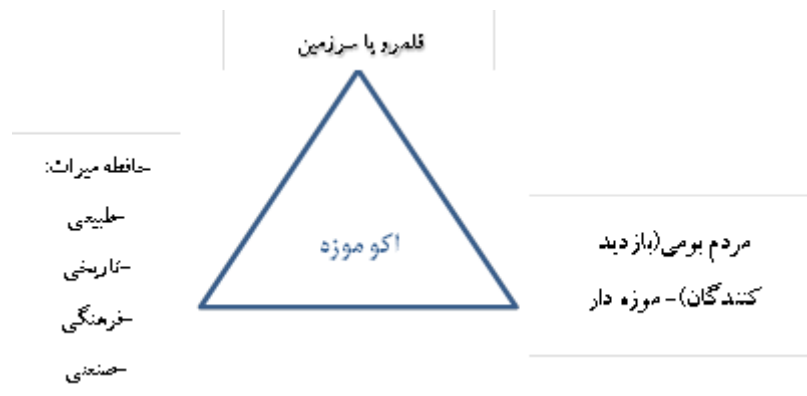 قلمرو یا سرزمین
-حافظه میراث:
-طبیعی
-تاریخی
-فرهنگی
-صنعتی
اکو موزه
مردم بومی(بازدید
کنندگان)- موزه دار